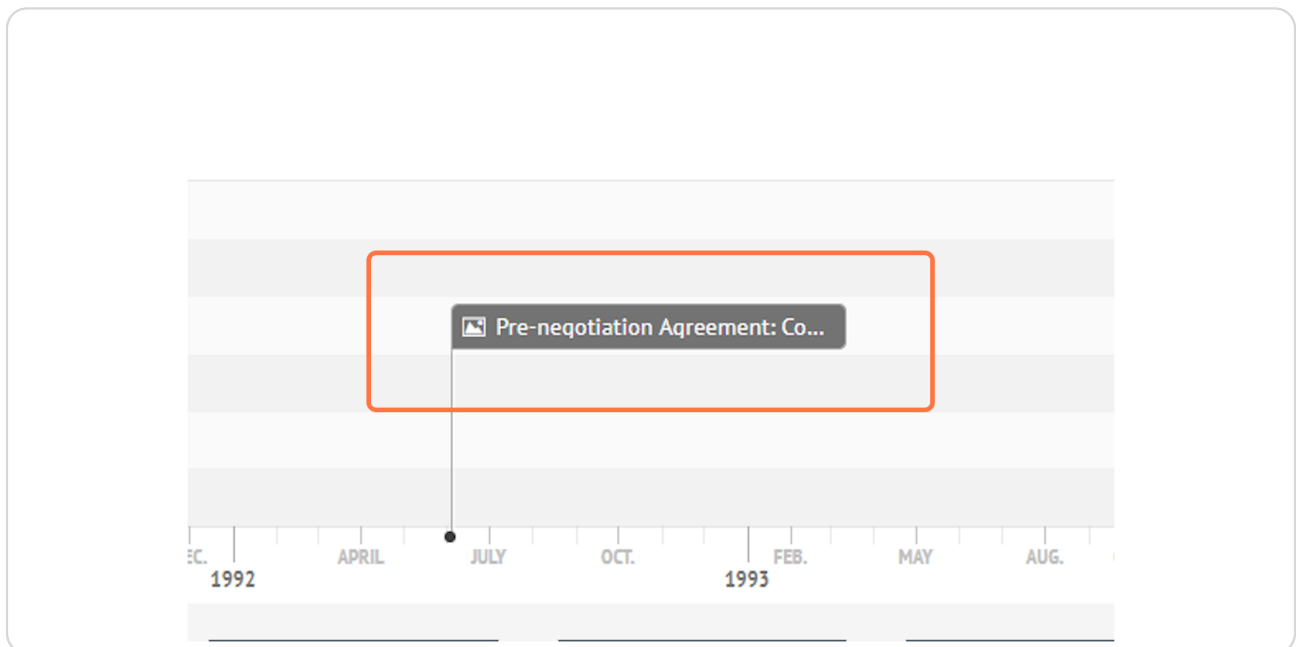 Pre-negotiation Agreement: Co...
EC. APRIL JULY OCT. FEB. MAY AUG.
1992 1993